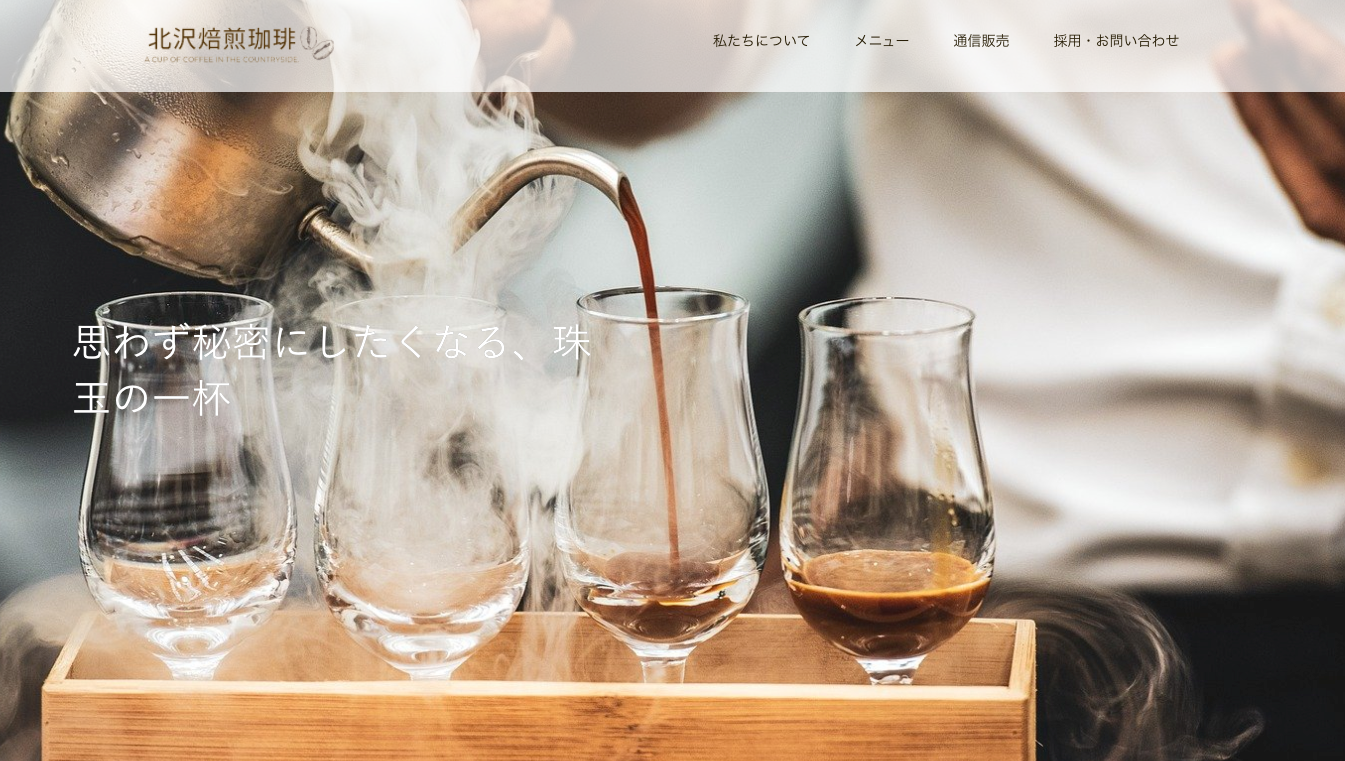 北沢焙煎珈琲
A CUP OF COFFEE IN THE COUNTRYSIDE
私たちについて
メニュー
通信販売
採用・お問い合わせ
思わず秘密にしたくなる、珠
玉の一杯